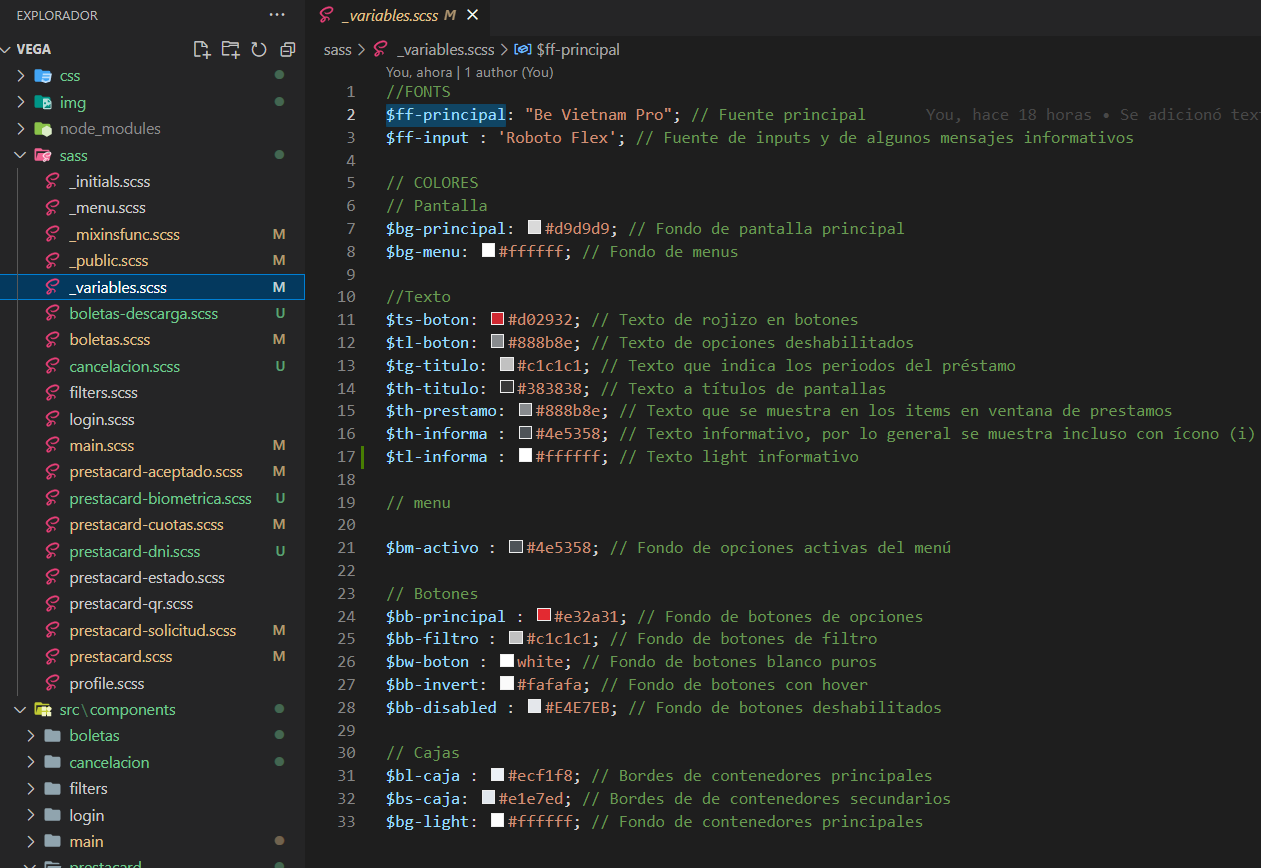 EXPLORADOR
VEGA
css
img
node_modules
sass
_initials.scss
_menu.scss
_mixinsfunc.scss M
_public.scss M
_variables.scss M
boletas-descarga.scss U
boletas.scss M
cancelacion.scss U
filters.scss
login.scss
main.scss M
prestacard-aceptado.scss M
prestacard-biometrica.scss U
prestacard-cuotas.scss M
prestacard-dni.scss U
prestacard-estado.scss
prestacard-qr.scss
prestacard-solicitud.scss M
prestacard.scss M
profile.scss
src\components
boletas
cancelacion
filters
login
main
prestacard
_variables.scss M
sass > _variables.scss > $ff-principal
You, ahora | 1 author (You)
1 //FONTS
2 $ff-principal: "Be Vietnam Pro"; // Fuente principal You, hace 18 horas • Se adicionó tex
3 $ff-input : 'Roboto Flex'; // Fuente de inputs y de algunos mensajes informativos
4
5 // COLORES
6 // Pantalla
7 $bg-principal: #d9d9d9; // Fondo de pantalla principal
8 $bg-menu: #ffffff; // Fondo de menus
9
10 //Texto
11 $ts-boton: #d02932; // Texto de rojizo en botones
12 $tl-boton: #888b8e; // Texto de opciones deshabilitados
13 $tg-titulo: #c1c1c1; // Texto que indica los periodos del préstamo
14 $th-titulo: #383838; // Texto a títulos de pantallas
15 $th-prestamo: #888b8e; // Texto que se muestra en los items en ventana de prestamos
16 $th-informa : #4e5358; // Texto informativo, por lo general se muestra incluso con ícono (i)
17 $tl-informa : #ffffff; // Texto light informativo
18
19 // menu
20
21 $bm-activo : #4e5358; // Fondo de opciones activas del menú
22
23 // Botones
24 $bb-principal : #e32a31; // Fondo de botones de opciones
25 $bb-filtro : #c1c1c1; // Fondo de botones de filtro
26 $bw-boton : white; // Fondo de botones blanco puros
27 $bb-invert: #fafafa; // Fondo de botones con hover
28 $bb-disabled : #E4E7EB; // Fondo de botones deshabilitados
29
30 // Cajas
31 $bl-caja : #ecf1f8; // Bordes de contenedores principales
32 $bs-caja: #e1e7ed; // Bordes de de contenedores secundarios
33 $bg-light: #ffffff; // Fondo de contenedores principales